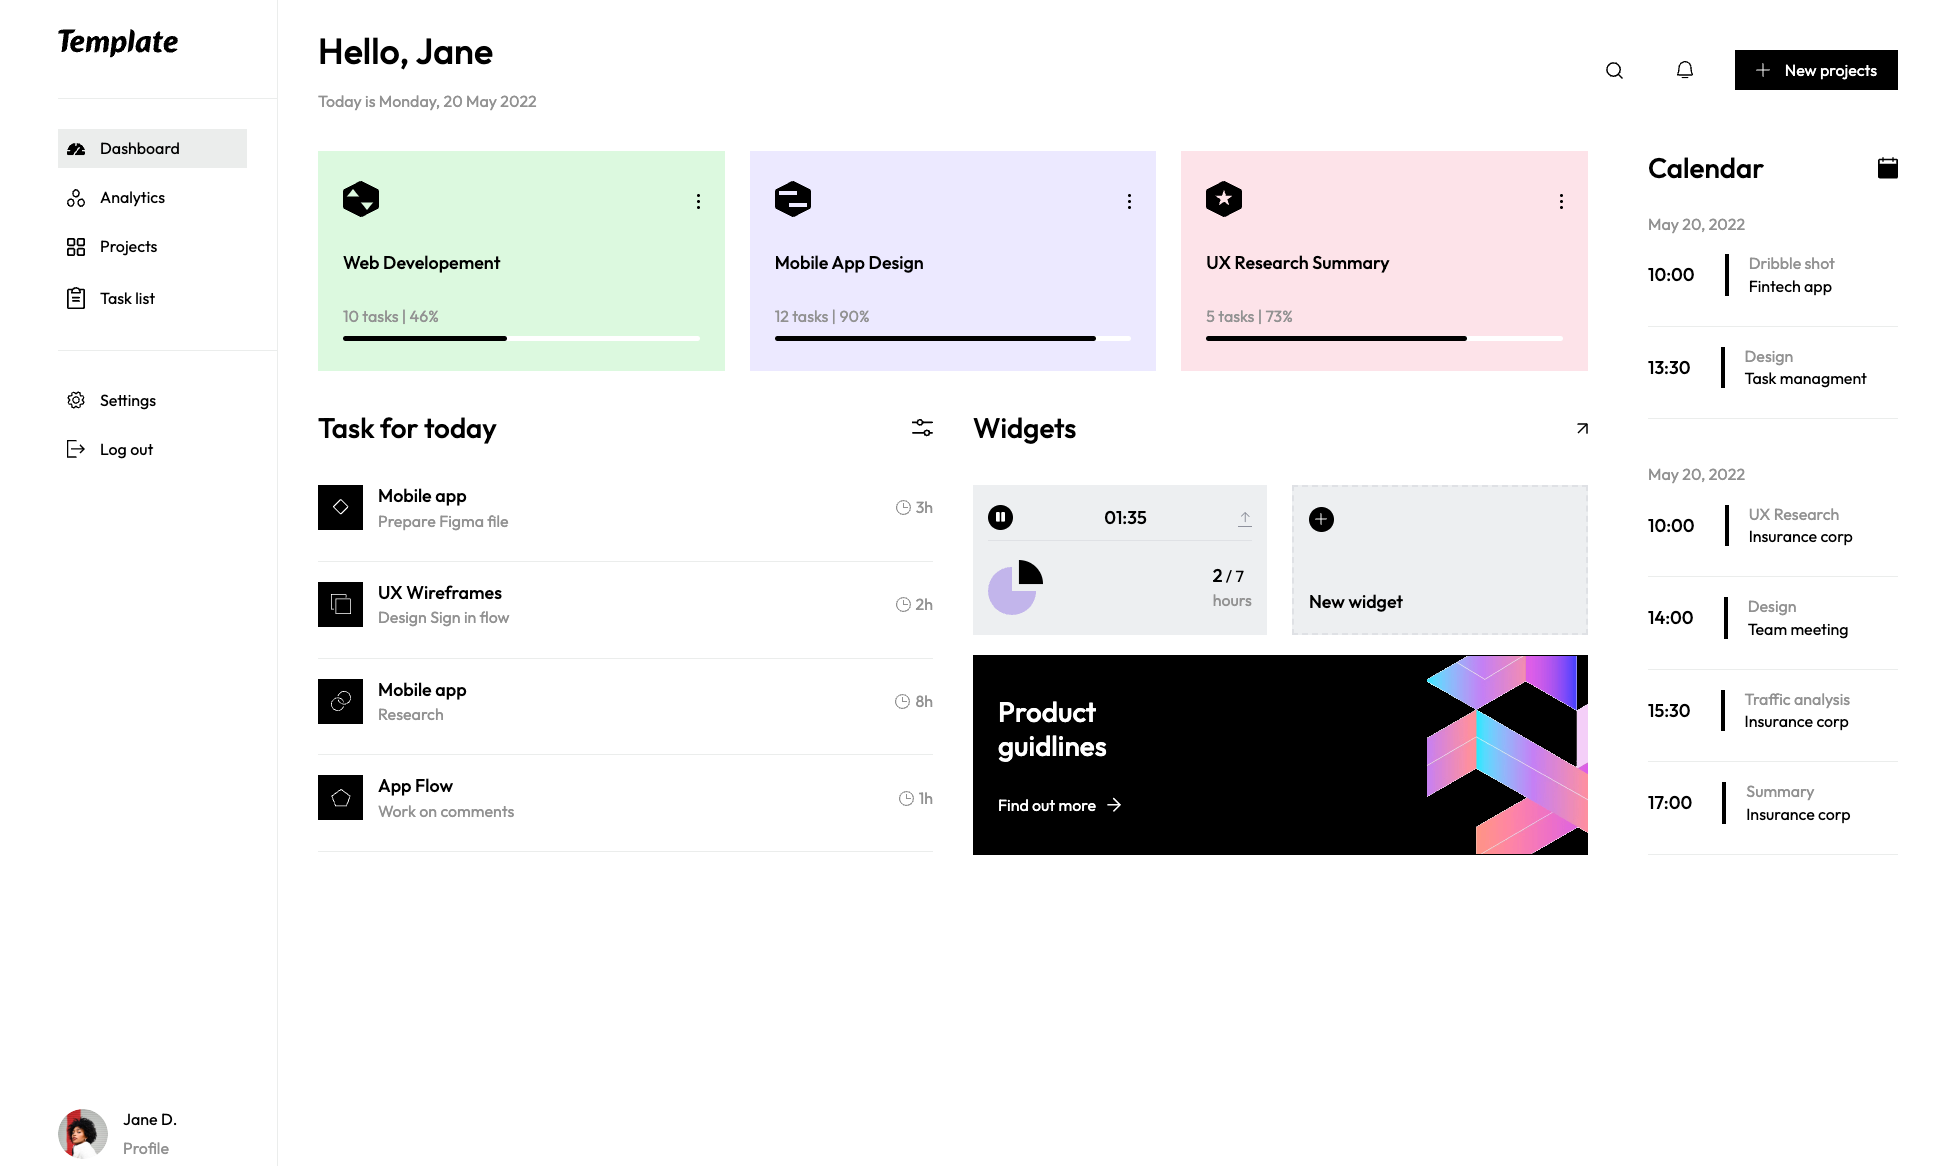 Template
Dashboard
Analytics
Projects
Task list
Settings
Log out
Jane D.
Profile
Hello, Jane
Today is Monday, 20 May 2022
New projects
Web Developement
10 tasks | 46%
Mobile App Design
12 tasks | 90%
UX Research Summary
5 tasks | 73%
Task for today
Mobile app
Prepare Figma file
3h
UX Wireframes
Design Sign in flow
2h
Mobile app
Research
8h
App Flow
Work on comments
1h
Widgets
01:35
2 / 7
hours
New widget
Product
guidlines
Find out more
Calendar
May 20, 2022
10:00
Dribble shot
Fintech app
13:30
Design
Task managment
May 20, 2022
10:00
UX Research
Insurance corp
14:00
Design
Team meeting
15:30
Traffic analysis
Insurance corp
17:00
Summary
Insurance corp